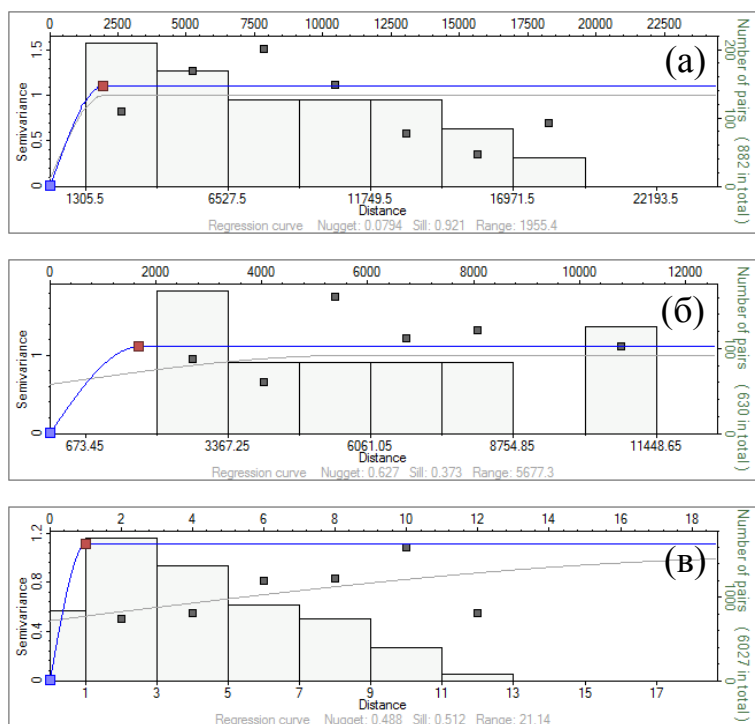 0 2500 5000 7500 10000 12500 15000 17500 20000 22500
(а)
Semivariance
0 0.5 1 1.5
Number of pairs (882 in total)
0 100 200
1305.5 6527.5 11749.5 16971.5 22193.5
Distance
Regression curve Nugget: 0.0794 Sill: 0.921 Range: 1955.4
0 2000 4000 6000 8000 10000 12000
(б)
Semivariance
0 1
Number of pairs (630 in total)
0 100
673.45 3367.25 6061.05 8754.85 11448.65
Distance
Regression curve Nugget: 0.627 Sill: 0.373 Range: 5677.3
0 2 4 6 8 10 12 14 16 18
(в)
Semivariance
0 0.4 0.8 1.2
Number of pairs (6027 in total)
0 1000
1 3 5 7 9 11 13 15 17
Distance
Regression curve Nugget: 0.488 Sill: 0.512 Range: 21.14